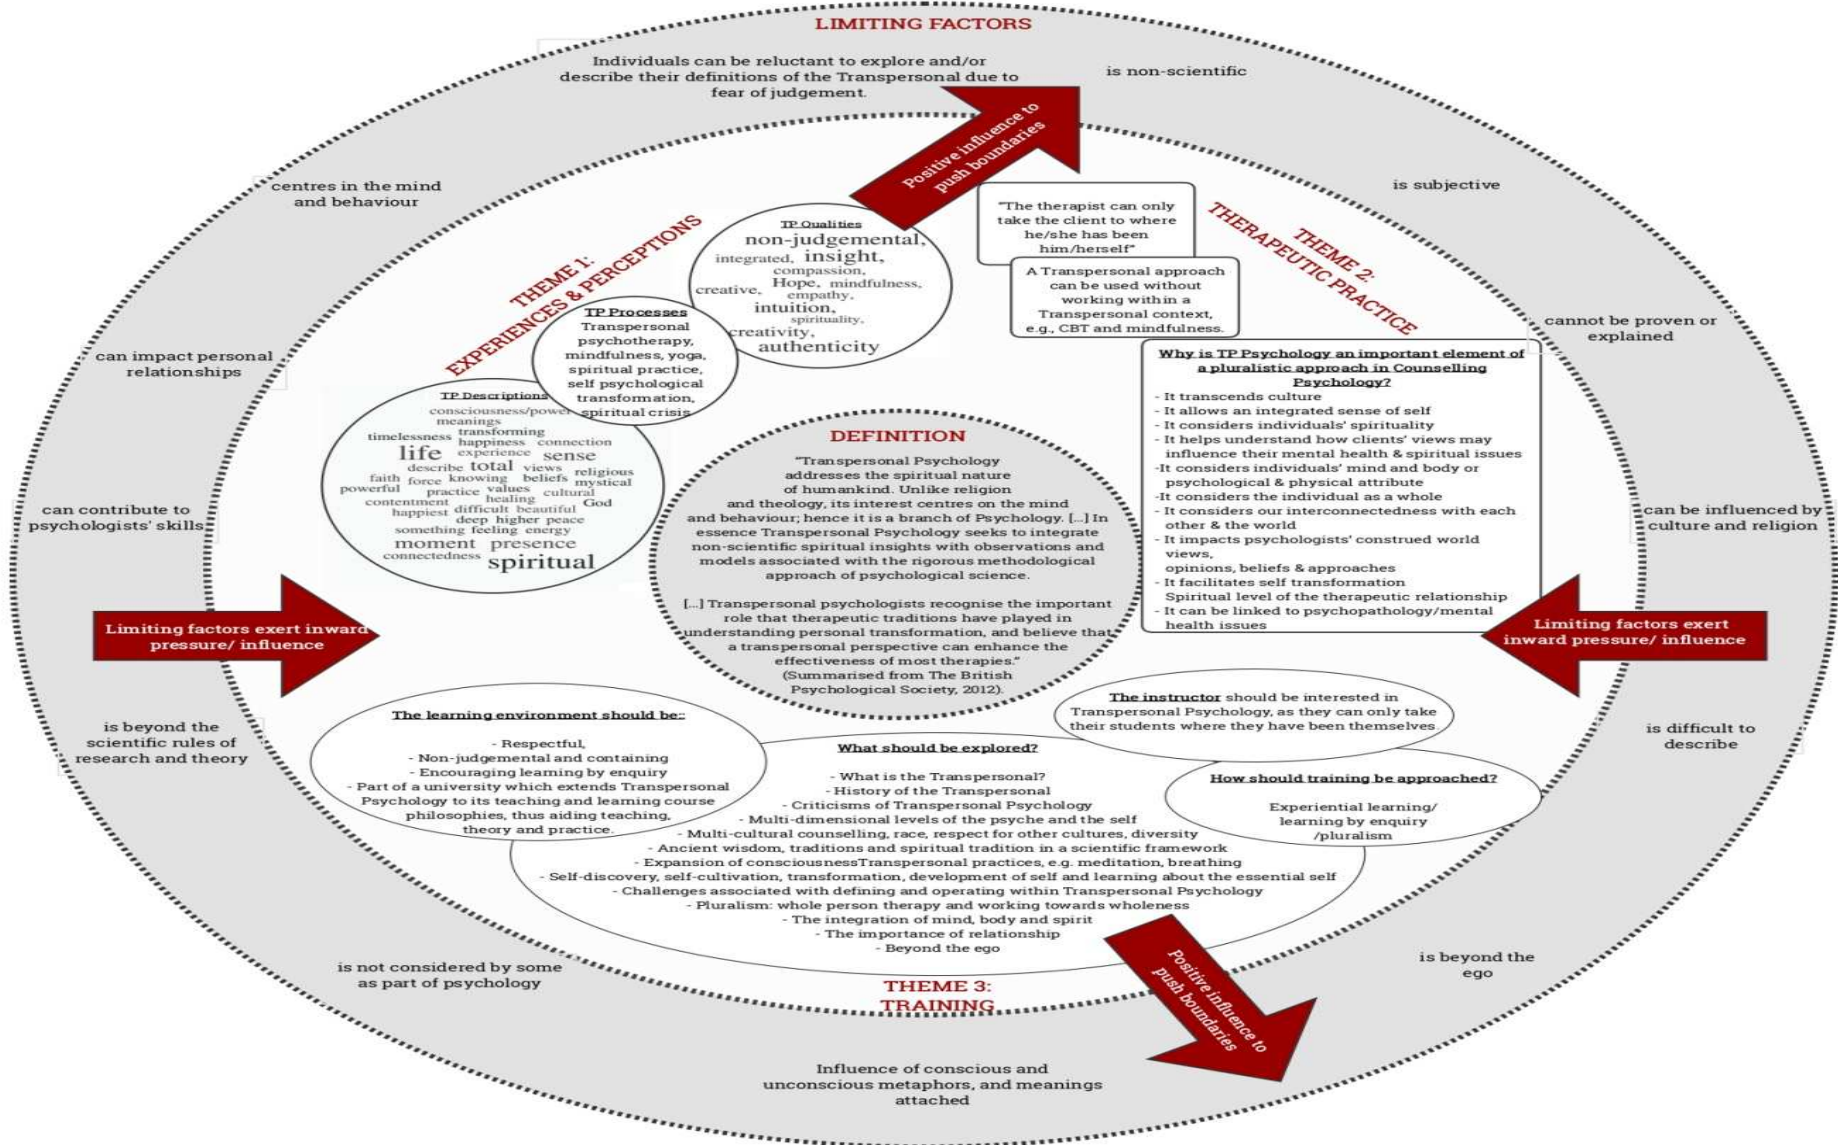 LIMITING FACTORS
Individuals can be reluctant to explore and/or
describe their definitions of the Transpersonal due to
fear of judgement.
is non-scientific
is subjective
cannot be proven or
explained
can be influenced by
culture and religion
is difficult to
describe
is beyond the
ego
Influence of conscious and
unconscious metaphors, and meanings
attached
is not considered by some
as part of psychology
is beyond the
scientific rules of
research and theory
can contribute to
psychologists' skills
can impact personal
relationships
centres in the mind
and behaviour
Positive influence to
push boundaries
Limiting factors exert inward
pressure/ influence
Limiting factors exert
inward pressure/ influence
Positive influence to
push boundaries
THEME 1:
EXPERIENCES & PERCEPTIONS
TP Qualities
non-judgemental,
integrated, insight,
compassion,
creative, Hope, mindfulness,
empathy,
intuition,
spirituality,
creativity,
authenticity
TP Processes
Transpersonal
psychotherapy,
mindfulness, yoga,
spiritual practice,
self psychological
transformation,
spiritual crisis
TP Descriptions
consciousness/power
meanings
timelessness transforming
happiness connection
life experience sense
describe total views religious
faith force knowing beliefs mystical
powerful practice values cultural
contentment healing God
happiest difficult beautiful
deep higher peace
something feeling energy
moment presence
connectedness spiritual
THEME 2:
THERAPEUTIC PRACTICE
"The therapist can only
take the client to where
he/she has been
him/herself"
A Transpersonal approach
can be used without
working within a
Transpersonal context,
e.g., CBT and mindfulness.
Why is TP Psychology an important element of
a pluralistic approach in Counselling
Psychology?
- It transcends culture
- It allows an integrated sense of self
- It considers individuals' spirituality
- It helps understand how clients' views may
influence their mental health & spiritual issues
-It considers individuals' mind and body or
psychological & physical attribute
-It considers the individual as a whole
- It considers our interconnectedness with each
other & the world
- It impacts psychologists' construed world
views,
opinions, beliefs & approaches
- It facilitates self transformation
Spiritual level of the therapeutic relationship
- It can be linked to psychopathology/mental
health issues
DEFINITION
"Transpersonal Psychology
addresses the spiritual nature
of humankind. Unlike religion
and theology, its interest centres on the mind
and behaviour; hence it is a branch of Psychology. [...] In
essence Transpersonal Psychology seeks to integrate
non-scientific spiritual insights with observations and
models associated with the rigorous methodological
approach of psychological science.
[...] Transpersonal psychologists recognise the important
role that therapeutic traditions have played in
understanding personal transformation, and believe that
a transpersonal perspective can enhance the
effectiveness of most therapies."
(Summarised from The British
Psychological Society, 2012).
The learning environment should be::
- Respectful,
- Non-judgemental and containing
- Encouraging learning by enquiry
- Part of a university which extends Transpersonal
Psychology to its teaching and learning course
philosophies, thus aiding teaching,
theory and practice.
What should be explored?
- What is the Transpersonal?
- History of the Transpersonal
- Criticisms of Transpersonal Psychology
- Multi-dimensional levels of the psyche and the self
- Multi-cultural counselling, race, respect for other cultures, diversity
- Ancient wisdom, traditions and spiritual tradition in a scientific framework
- Expansion of consciousnessTranspersonal practices, e.g. meditation, breathing
- Self-discovery, self-cultivation, transformation, development of self and learning about the essential self
- Challenges associated with defining and operating within Transpersonal Psychology
- Pluralism: whole person therapy and working towards wholeness
- The integration of mind, body and spirit
- The importance of relationship
- Beyond the ego
The instructor should be interested in
Transpersonal Psychology, as they can only take
their students where they have been themselves.
How should training be approached?
Experiential learning/
learning by enquiry
/pluralism
THEME 3:
TRAINING